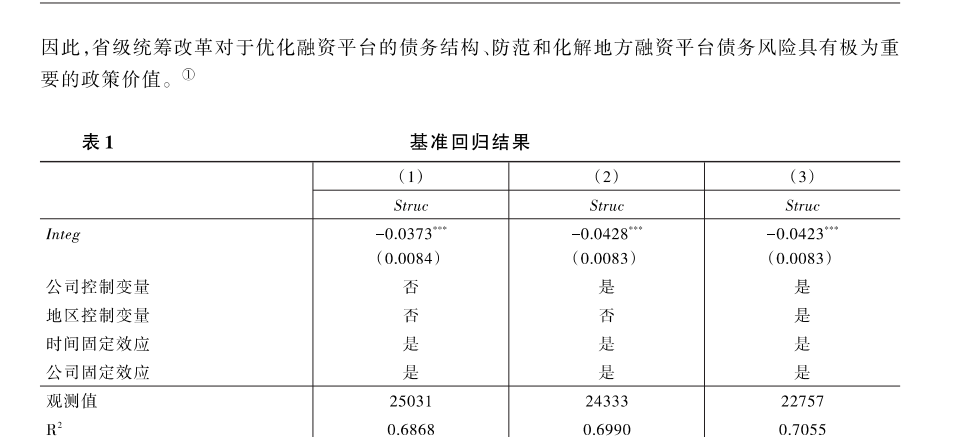 因此,省级统筹改革对于优化融资平台的债务结构、防范和化解地方融资平台债务风险具有极为重
要的政策价值。①
表1 基准回归结果
(1) (2) (3)
Struc Struc Struc
Integ -0.0373*** -0.0428*** -0.0423***
(0.0084) (0.0083) (0.0083)
公司控制变量 否 是 是
地区控制变量 否 否 是
时间固定效应 是 是 是
公司固定效应 是 是 是
观测值 25031 24333 22757
R² 0.6868 0.6990 0.7055